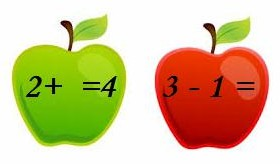 2+  =4
3 - 1 =